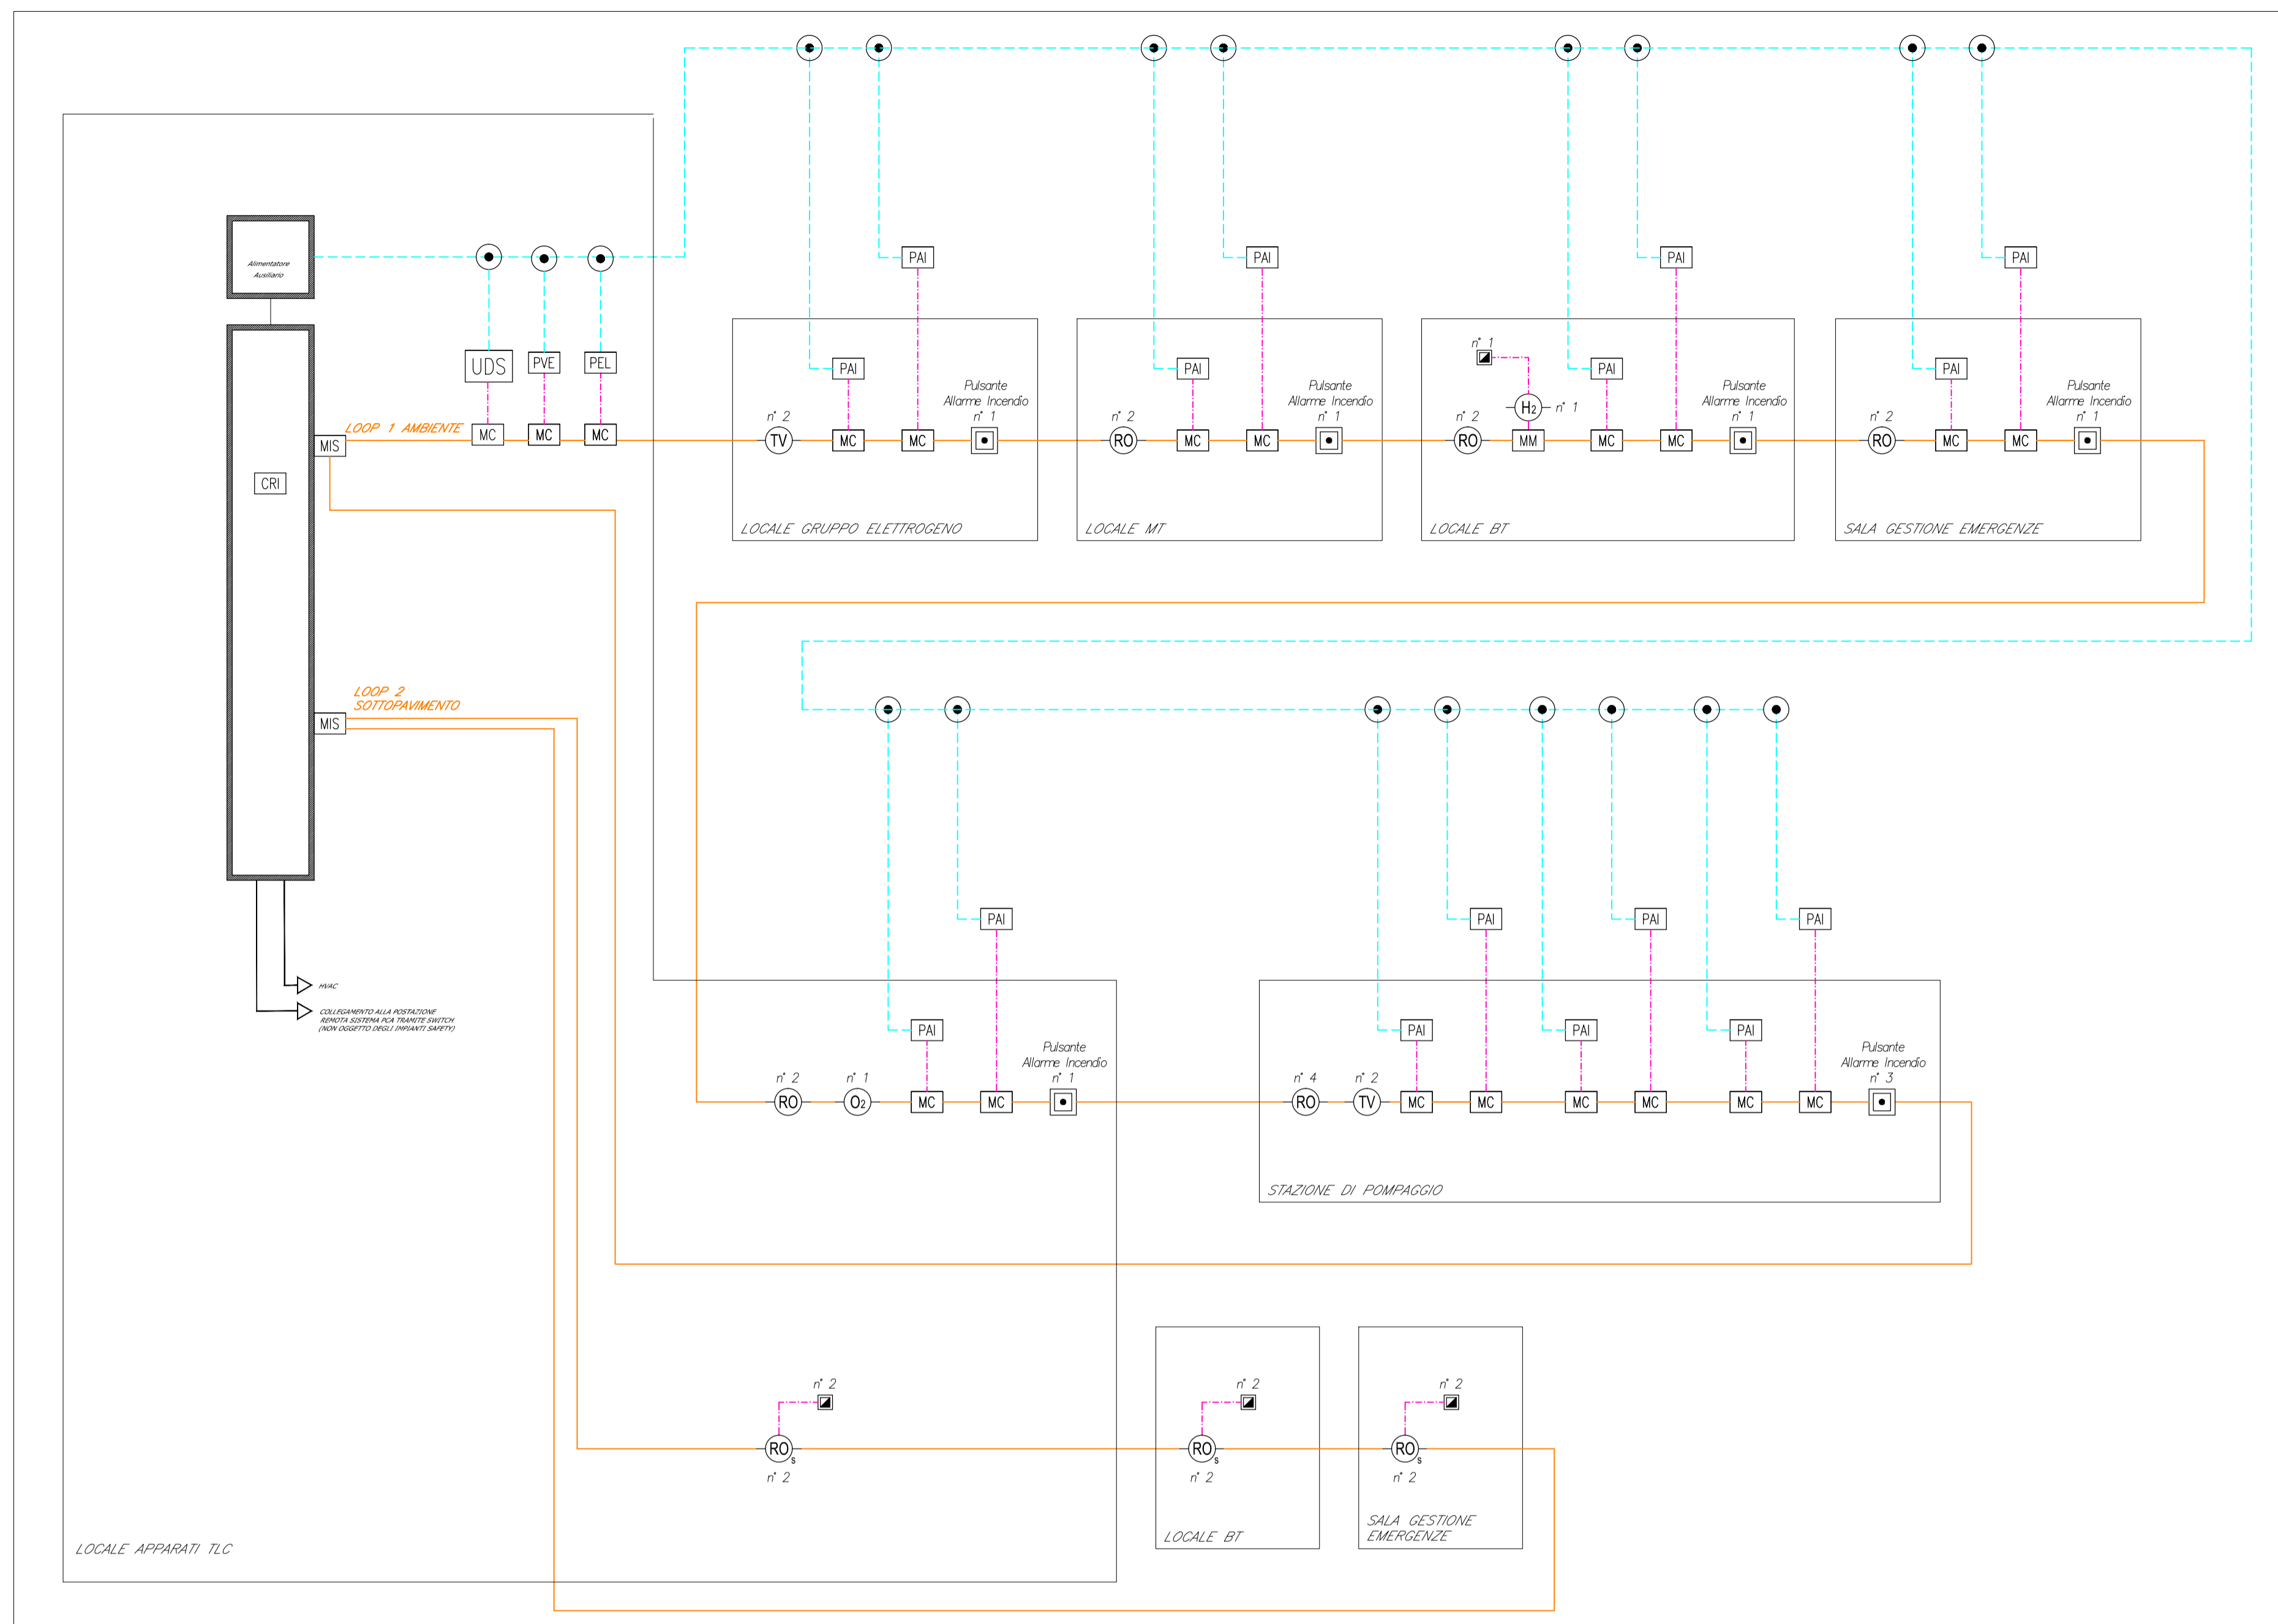 Alimentatore
Ausiliario
UDS
PVE
PEL
LOOP 1 AMBIENTE
MIS
MC
MC
MC
CRI
PAI
PAI
Pulsante
Allarme Incendio
n° 2
n° 1
TV
MC
MC
LOCALE GRUPPO ELETTROGENO
PAI
PAI
Pulsante
Allarme Incendio
n° 2
n° 1
RO
MC
MC
LOCALE MT
PAI
n° 1
PAI
H2
n° 1
Pulsante
Allarme Incendio
n° 2
n° 1
RO
MM
MC
MC
LOCALE BT
PAI
PAI
Pulsante
Allarme Incendio
n° 2
n° 1
RO
MC
MC
SALA GESTIONE EMERGENZE
LOOP 2
SOTTOPAVIMENTO
MIS
HVAC
COLLEGAMENTO ALLA POSTAZIONE
REMOTA SISTEMA PCA TRAMITE SWITCH
(NON OGGETTO DEGLI IMPIANTI SAFETY)
PAI
PAI
Pulsante
Allarme Incendio
n° 2
n° 1
n° 1
RO
O2
MC
MC
PAI
PAI
PAI
PAI
PAI
PAI
Pulsante
Allarme Incendio
n° 4
n° 2
n° 3
RO
TV
MC
MC
MC
MC
MC
MC
STAZIONE DI POMPAGGIO
n° 2
RO
s
n° 2
LOCALE APPARATI TLC
n° 2
RO
s
n° 2
LOCALE BT
n° 2
RO
s
n° 2
SALA GESTIONE
EMERGENZE